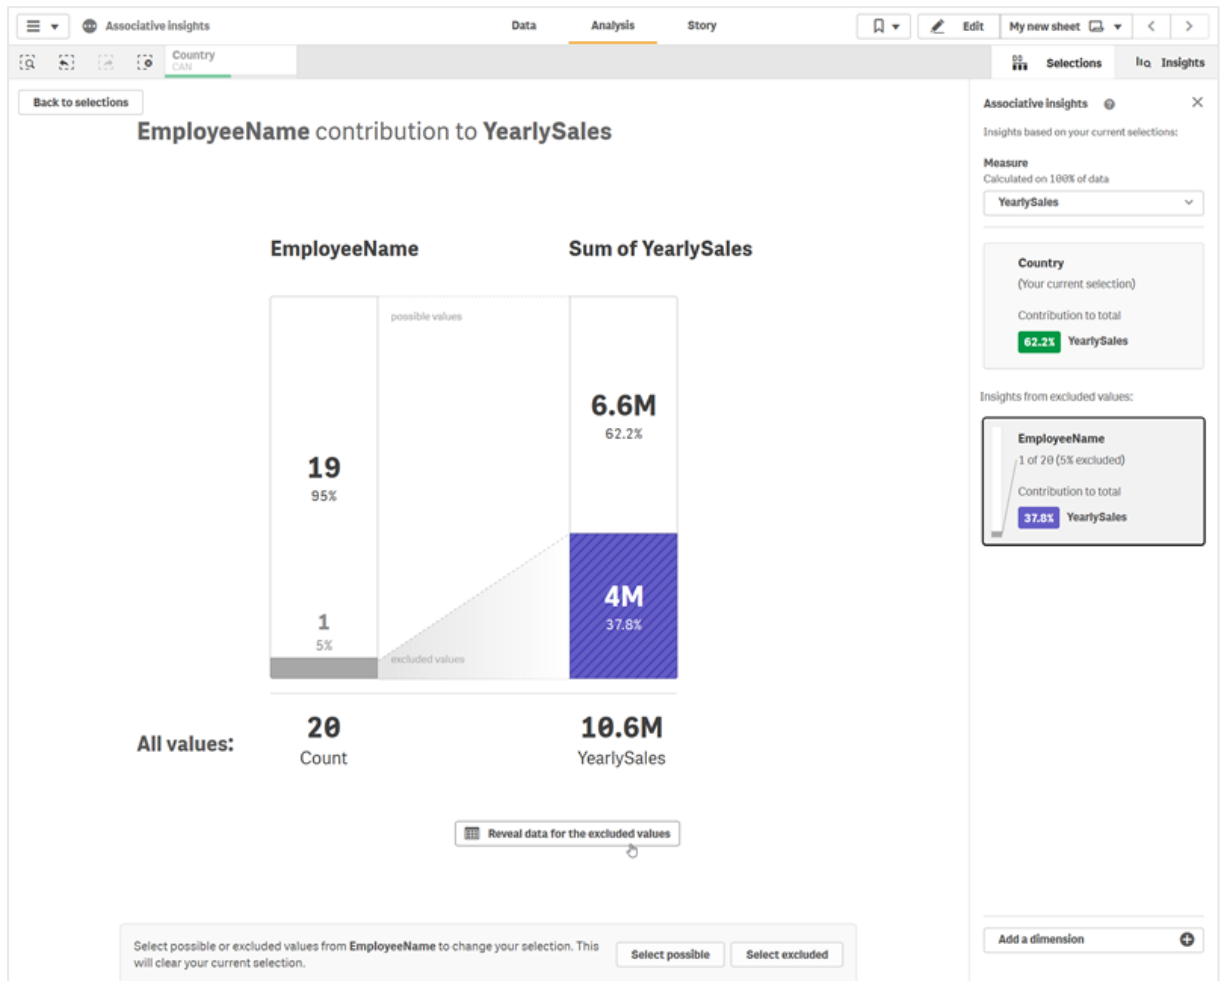 Associative insights
Data
Analysis
Story
Edit
My new sheet
Country
CAN
Selections
Insights
Back to selections
EmployeeName contribution to YearlySales
EmployeeName
Sum of YearlySales
possible values
6.6M
62.2%
19
95%
4M
37.8%
1
5%
excluded values
All values:
20
Count
10.6M
YearlySales
Reveal data for the excluded values
Select possible or excluded values from EmployeeName to change your selection. This
will clear your current selection.
Select possible
Select excluded
Associative insights
Insights based on your current selections:
Measure
Calculated on 100% of data
YearlySales
Country
(Your current selection)
Contribution to total
62.2% YearlySales
Insights from excluded values:
EmployeeName
1 of 20 (5% excluded)
Contribution to total
37.8% YearlySales
Add a dimension